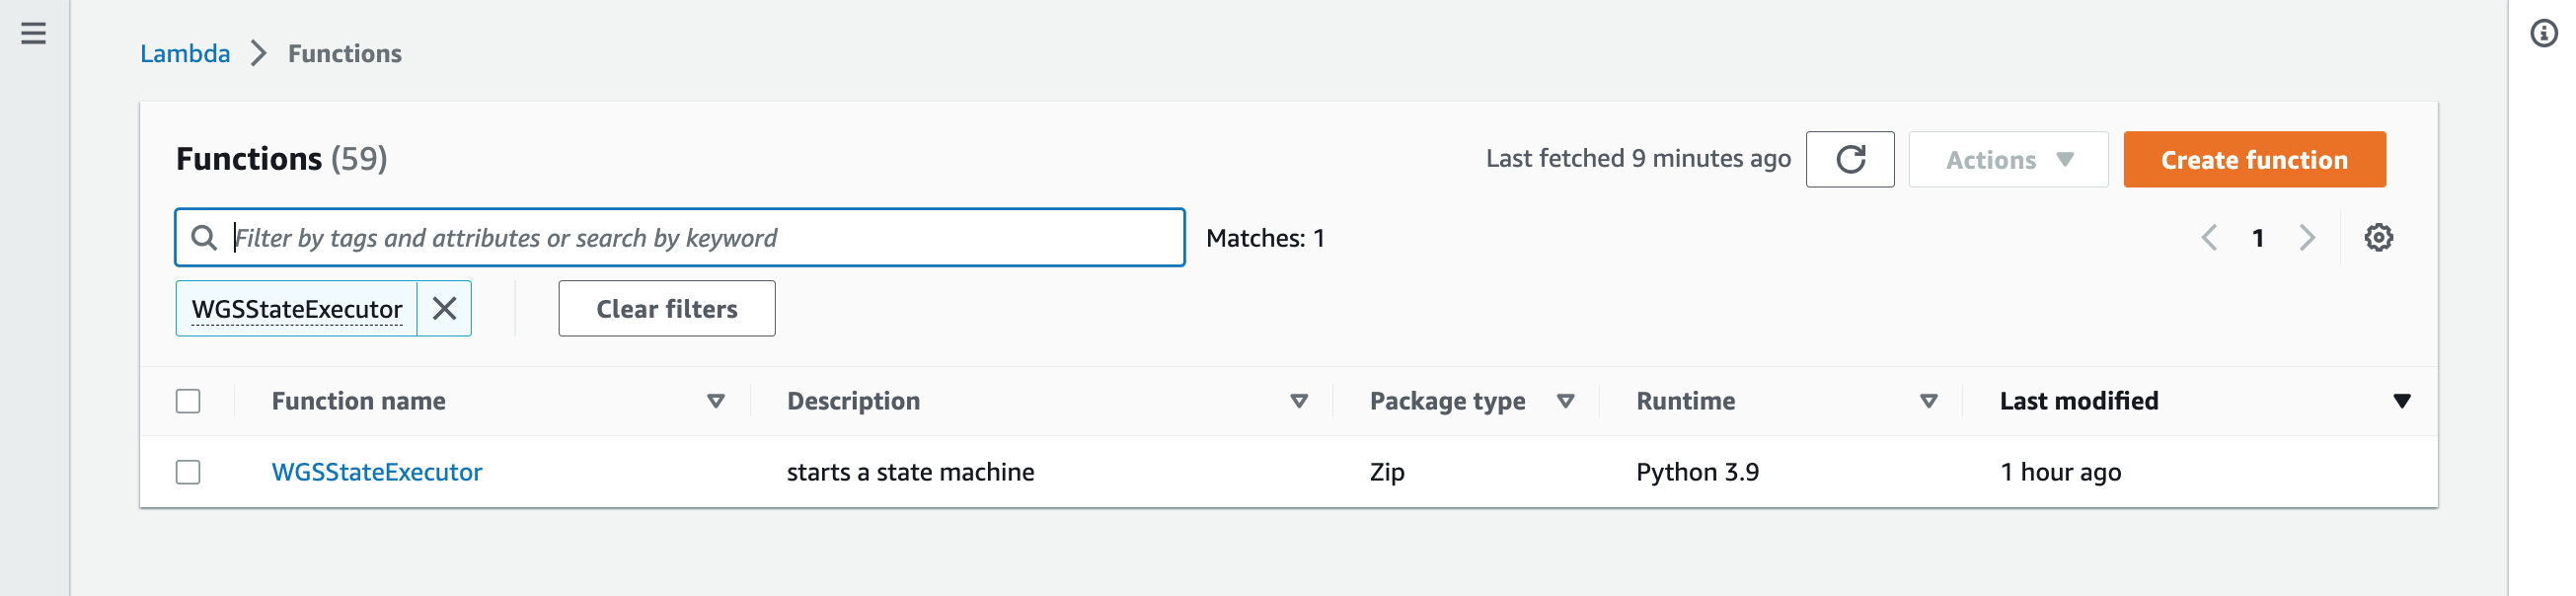 Lambda Functions
Functions (59)
Last fetched 9 minutes ago
Actions
Create function
Filter by tags and attributes or search by keyword
Matches: 1
1
WGSStateExecutor
Clear filters
Function name Description Package type Runtime Last modified
WGSStateExecutor starts a state machine Zip Python 3.9 1 hour ago